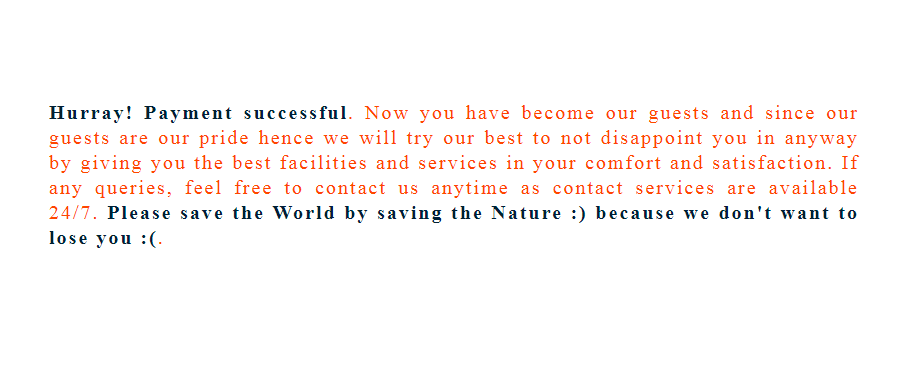 Hurray! Payment successful. Now you have become our guests and since our
guests are our pride hence we will try our best to not disappoint you in anyway
by giving you the best facilities and services in your comfort and satisfaction. If
any queries, feel free to contact us anytime as contact services are available
24/7. Please save the World by saving the Nature :) because we don't want to
lose you :(.